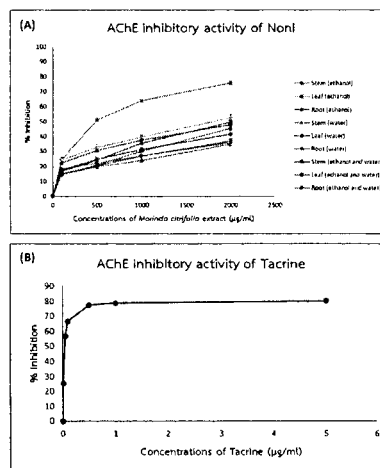 (A)
AChE inhibitory activity of Noni
% Inhibition
100
90
80
70
60
50
40
30
20
10
0
0 500 1000 1500 2000 2500
Concentrations of Morinda citrifolia extract (µg/ml)
Stem (ethanol)
Leaf (ethanol)
Root (ethanol)
Stem (water)
Leaf (water)
Root (water)
Stem (ethanol and water)
Leaf (ethanol and water)
Root (ethanol and water)
(B)
AChE inhibitory activity of Tacrine
% Inhibition
90
80
70
60
50
40
30
20
10
0
0 1 2 3 4 5 6
Concentrations of Tacrine (µg/ml)